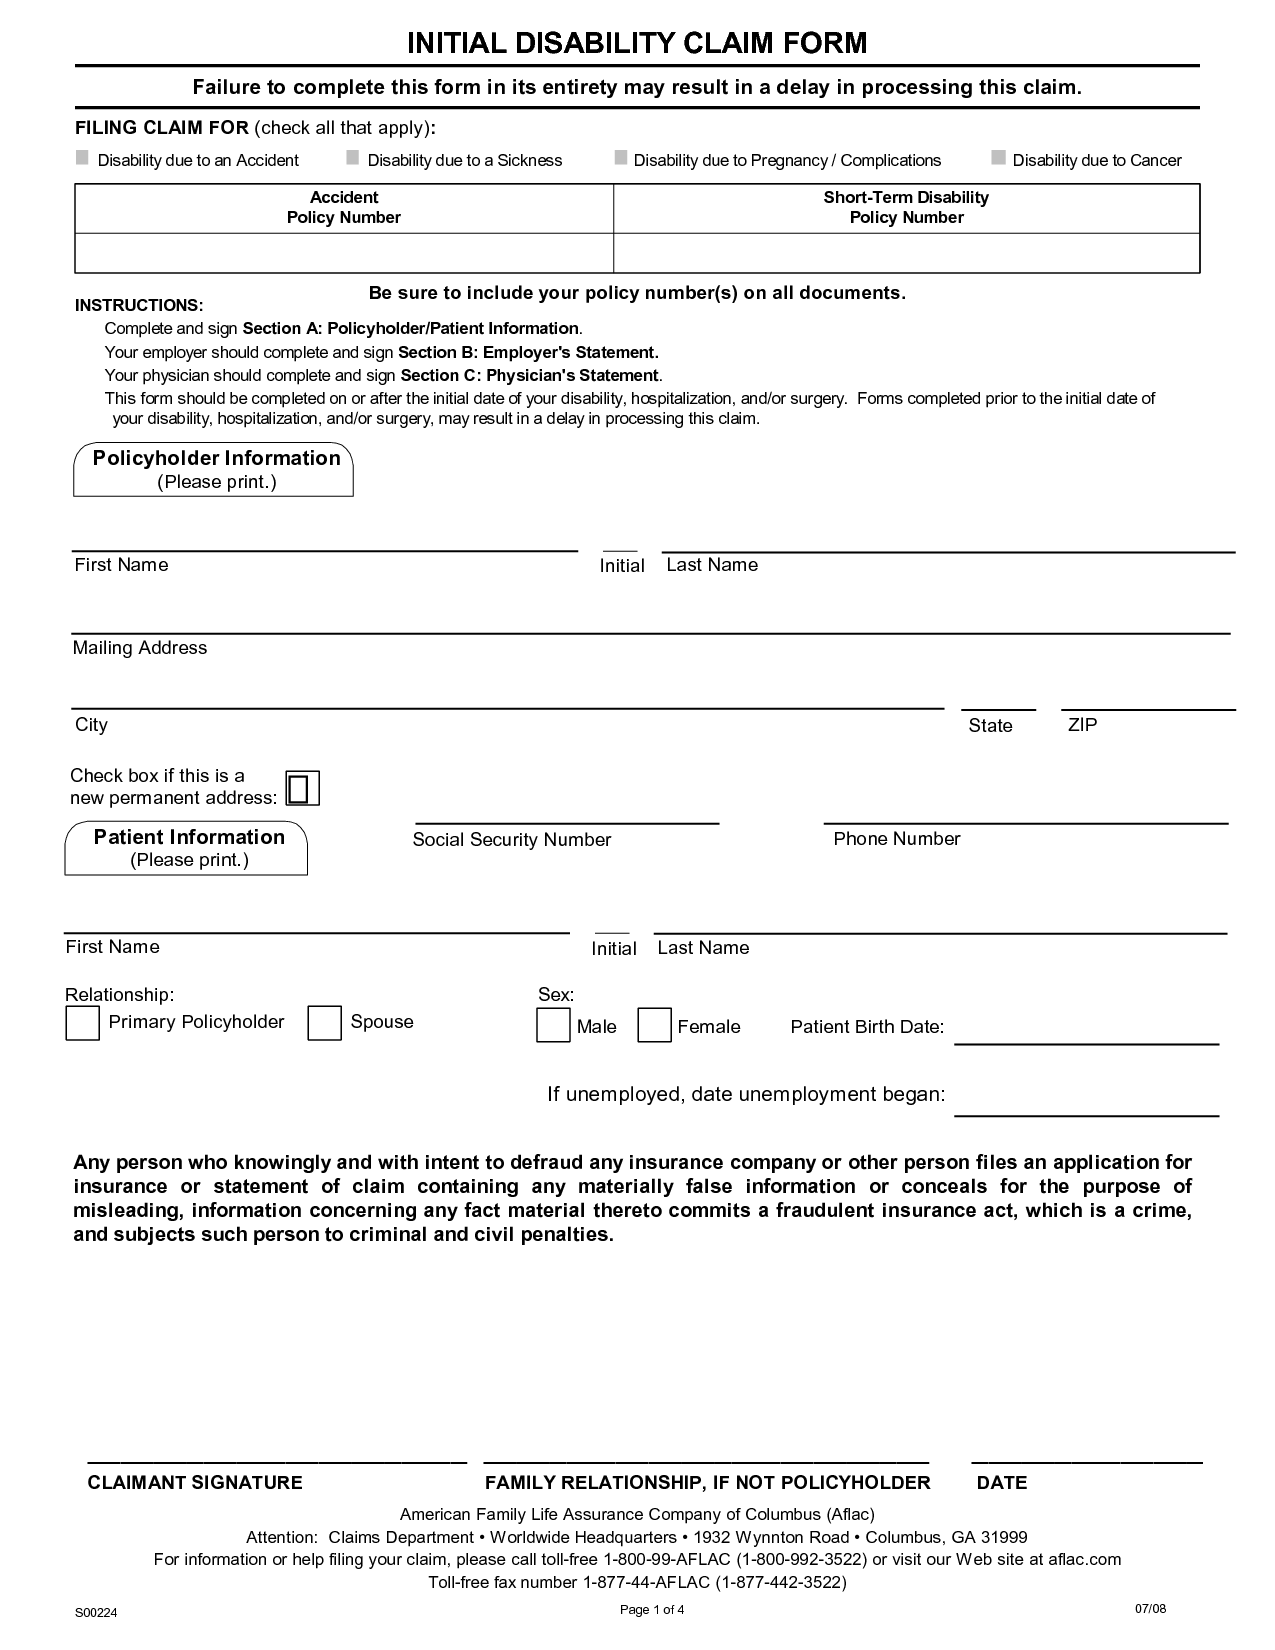 INITIAL DISABILITY CLAIM FORM
Failure to complete this form in its entirety may result in a delay in processing this claim.
FILING CLAIM FOR (check all that apply):
Disability due to an Accident Disability due to a Sickness Disability due to Pregnancy / Complications Disability due to Cancer
Accident Short-Term Disability
Policy Number Policy Number
Be sure to include your policy number(s) on all documents.
INSTRUCTIONS:
Complete and sign Section A: Policyholder/Patient Information.
Your employer should complete and sign Section B: Employer's Statement.
Your physician should complete and sign Section C: Physician's Statement.
This form should be completed on or after the initial date of your disability, hospitalization, and/or surgery. Forms completed prior to the initial date of
your disability, hospitalization, and/or surgery, may result in a delay in processing this claim.
Policyholder Information
(Please print.)
First Name Initial Last Name
Mailing Address
City State ZIP
Check box if this is a
new permanent address:
Social Security Number Phone Number
Patient Information
(Please print.)
First Name Initial Last Name
Relationship: Sex:
Primary Policyholder Spouse Male Female Patient Birth Date:
If unemployed, date unemployment began:
Any person who knowingly and with intent to defraud any insurance company or other person files an application for
insurance or statement of claim containing any materially false information or conceals for the purpose of
misleading, information concerning any fact material thereto commits a fraudulent insurance act, which is a crime,
and subjects such person to criminal and civil penalties.
CLAIMANT SIGNATURE FAMILY RELATIONSHIP, IF NOT POLICYHOLDER DATE
American Family Life Assurance Company of Columbus (Aflac)
Attention: Claims Department • Worldwide Headquarters • 1932 Wynnton Road • Columbus, GA 31999
For information or help filing your claim, please call toll-free 1-800-99-AFLAC (1-800-992-3522) or visit our Web site at aflac.com
Toll-free fax number 1-877-44-AFLAC (1-877-442-3522)
S00224 Page 1 of 4 07/08